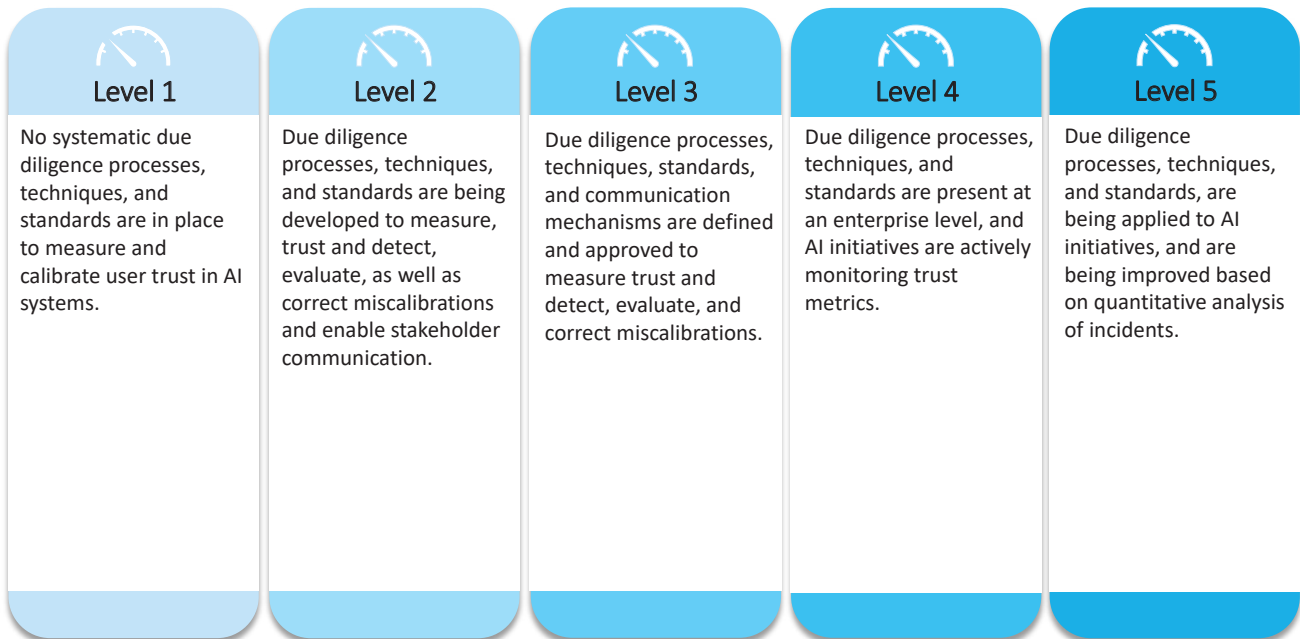 Level 1
No systematic due
diligence processes,
techniques, and
standards are in place
to measure and
calibrate user trust in AI
systems.
Level 2
Due diligence
processes, techniques,
and standards are being
developed to measure,
trust and detect,
evaluate, as well as
correct miscalibrations
and enable stakeholder
communication.
Level 3
Due diligence processes,
techniques, standards,
and communication
mechanisms are defined
and approved to
measure trust and
detect, evaluate, and
correct miscalibrations.
Level 4
Due diligence processes,
techniques, and
standards are present at
an enterprise level, and
AI initiatives are actively
monitoring trust
metrics.
Level 5
Due diligence
processes, techniques,
and standards, are
being applied to AI
initiatives, and are
being improved based
on quantitative analysis
of incidents.